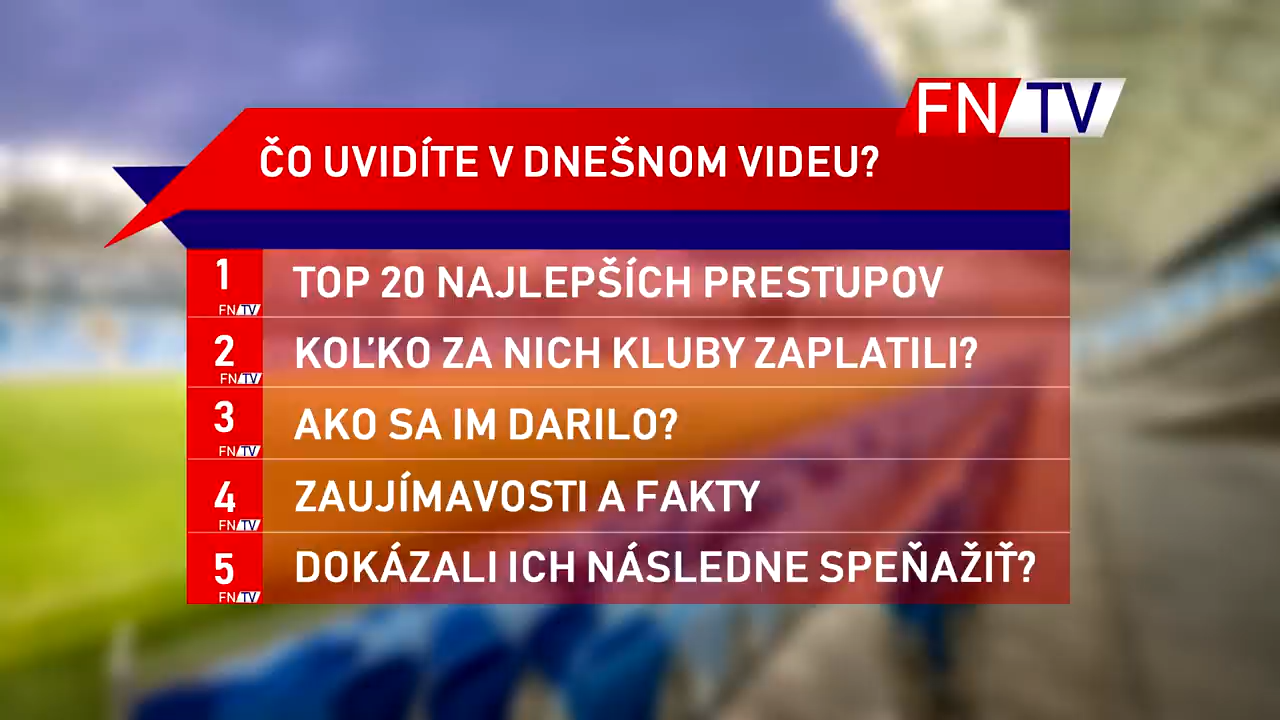 FN/TV
ČO UVIDÍTE V DNEŠNOM VIDEU?
1 TOP 20 NAJLEPŠÍCH PRESTUPOV
FN/TV
2 KOĽKO ZA NICH KLUBY ZAPLATILI?
FN/TV
3 AKO SA IM DARILO?
FN/TV
4 ZAUJÍMAVOSTI A FAKTY
FN/TV
5 DOKÁZALI ICH NÁSLEDNE SPEŇAŽIŤ?
FN/TV